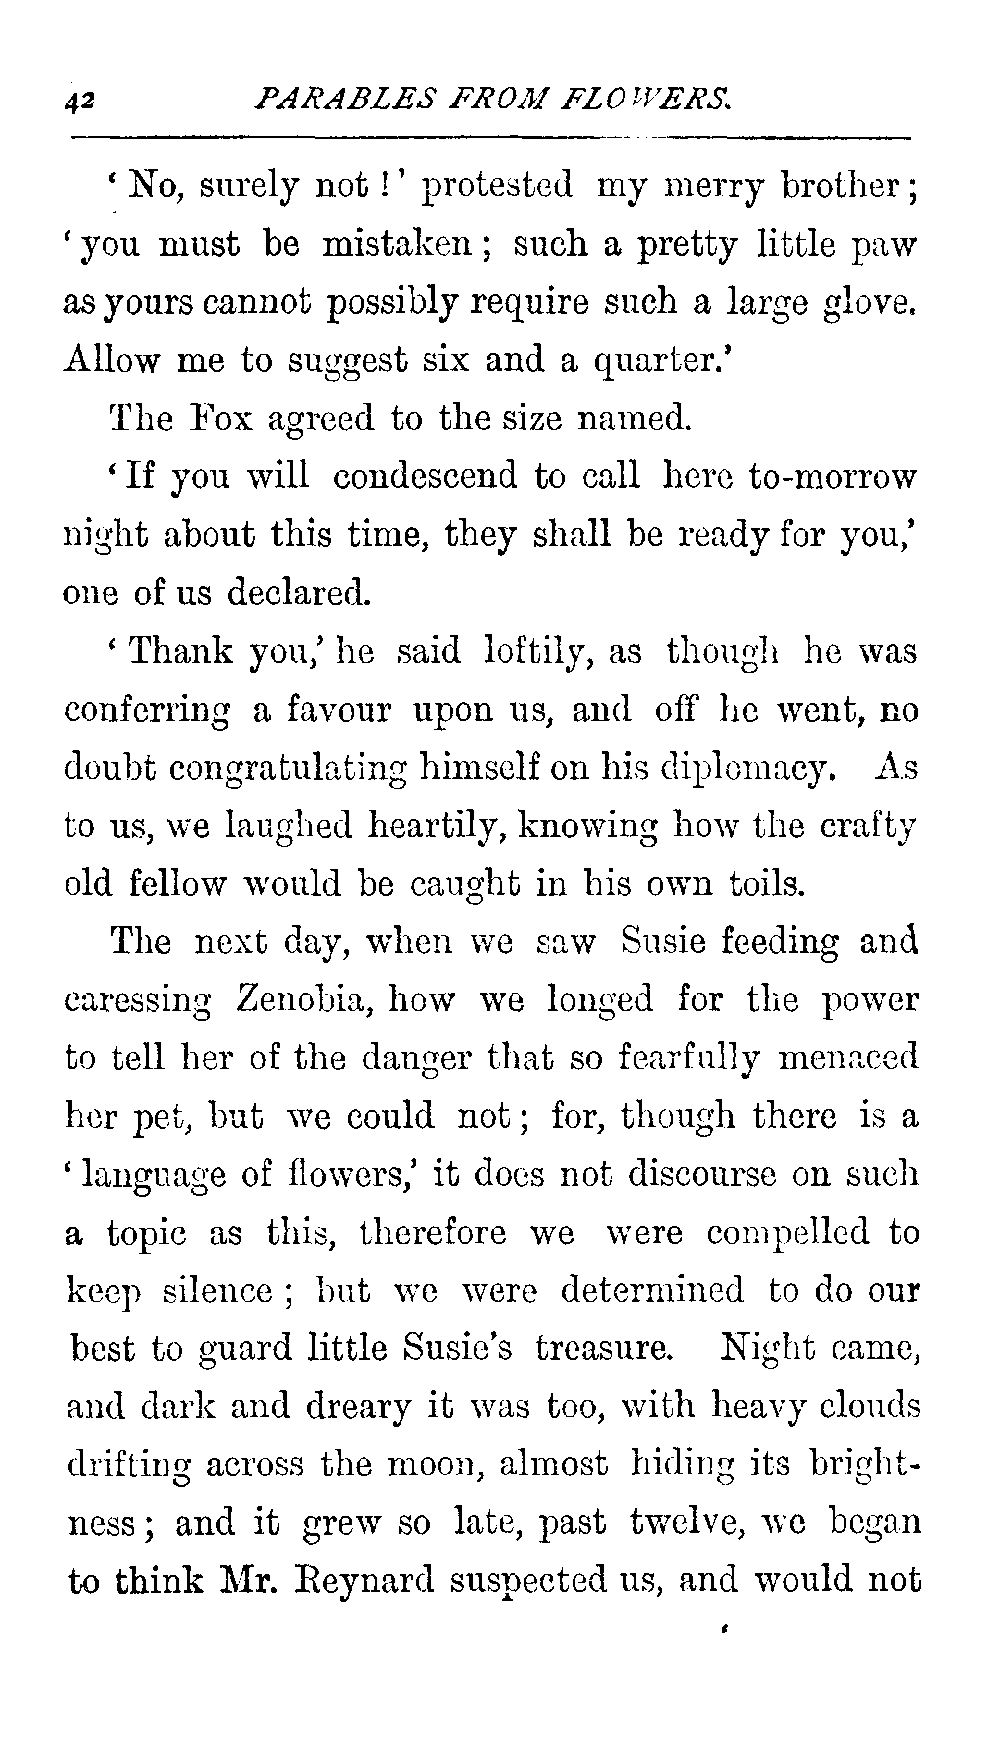 42 PARABLES FROM FLOWERS.
‘No, surely not!’ protested my merry brother;
‘you must be mistaken; such a pretty little paw
as yours cannot possibly require such a large glove.
Allow me to suggest six and a quarter.’
The Fox agreed to the size named.
‘If you will condescend to call here to-morrow
night about this time, they shall be ready for you,’
one of us declared.
‘Thank you,’ he said loftily, as though he was
conferring a favour upon us, and off he went, no
doubt congratulating himself on his diplomacy. As
to us, we laughed heartily, knowing how the crafty
old fellow would be caught in his own toils.
The next day, when we saw Susie feeding and
caressing Zenobia, how we longed for the power
to tell her of the danger that so fearfully menaced
her pet, but we could not; for, though there is a
‘language of flowers,’ it does not discourse on such
a topic as this, therefore we were compelled to
keep silence; but we were determined to do our
best to guard little Susie’s treasure. Night came,
and dark and dreary it was too, with heavy clouds
drifting across the moon, almost hiding its bright-
ness; and it grew so late, past twelve, we began
to think Mr. Reynard suspected us, and would not